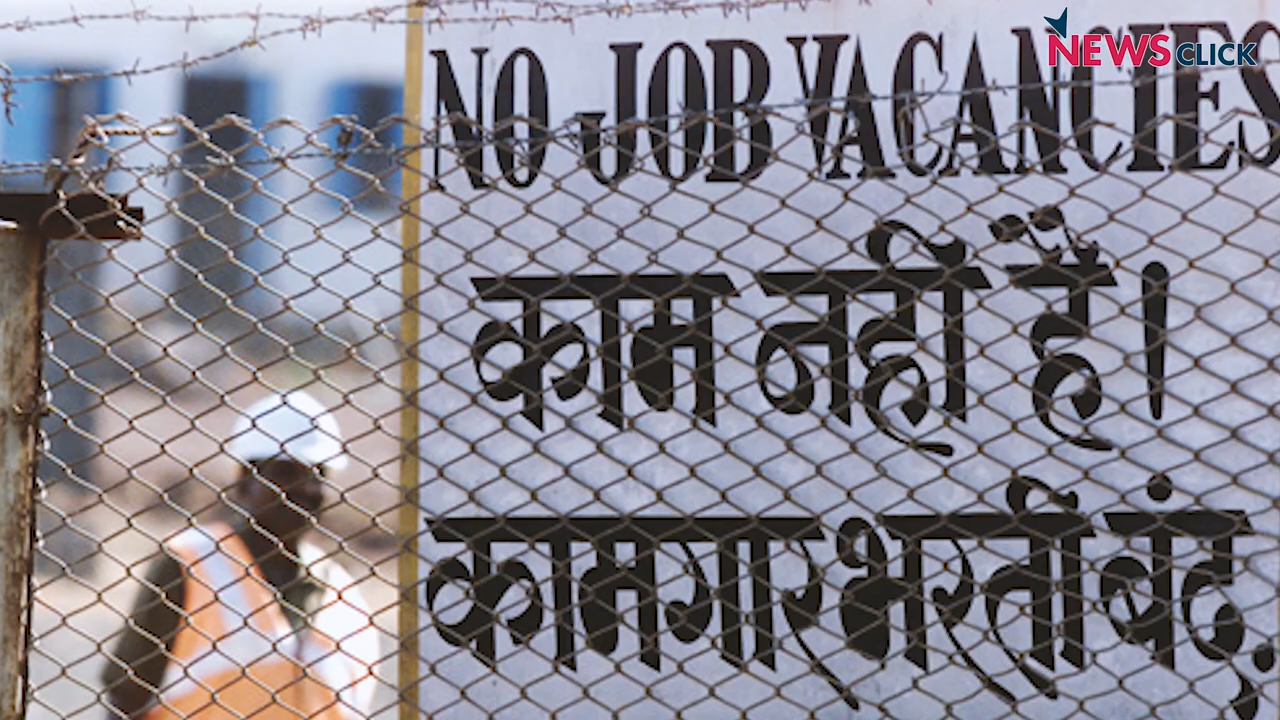 NEWSCLICK
NO JOB VACANCIES
काम नहीं है।
कामगार भरती बंद.